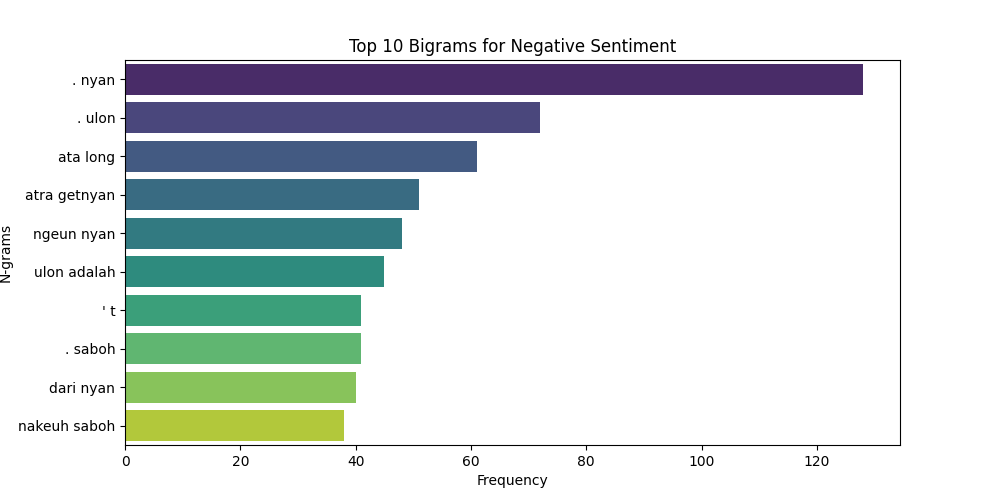 Top 10 Bigrams for Negative Sentiment
. nyan
. ulon
ata long
atra getnyan
ngeun nyan
ulon adalah
' t
. saboh
dari nyan
nakeuh saboh
N-grams
0 20 40 60 80 100 120
Frequency